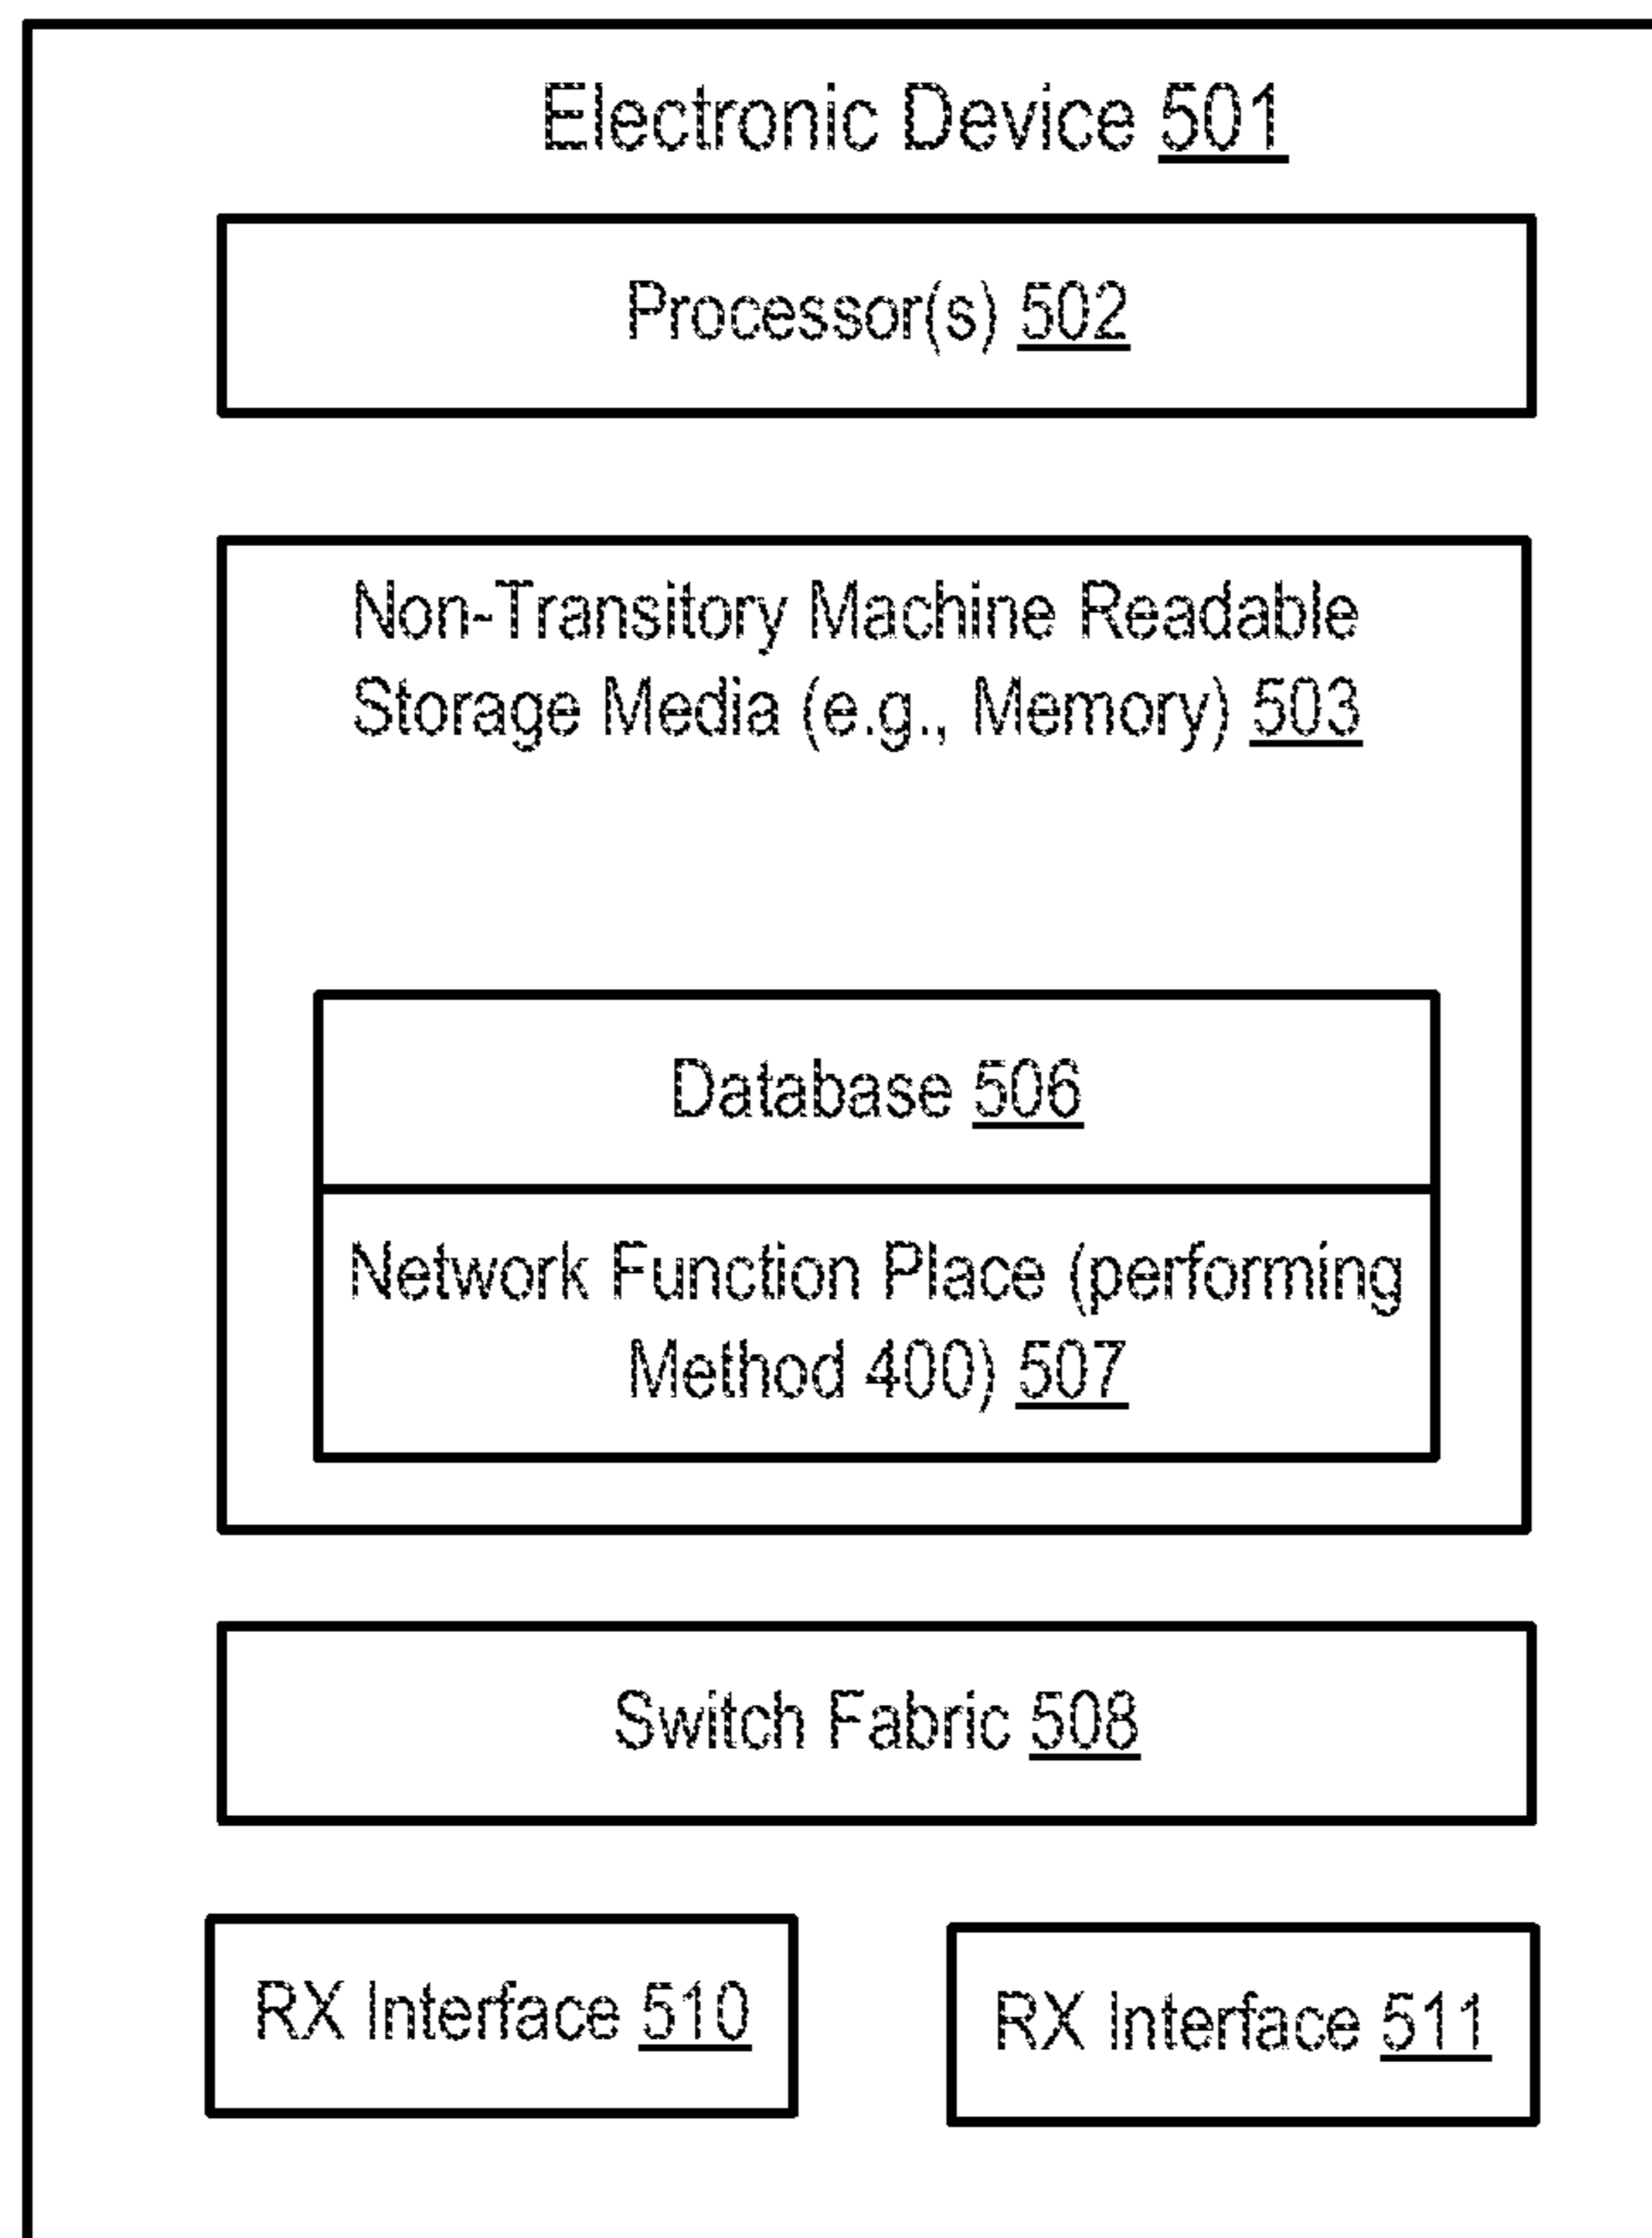 Electronic Device 501
Processor(s) 502
Non-Transitory Machine Readable
Storage Media (e.g., Memory) 503
Database 506
Network Function Place (performing
Method 400) 507
Switch Fabric 508
RX Interface 510
RX Interface 511